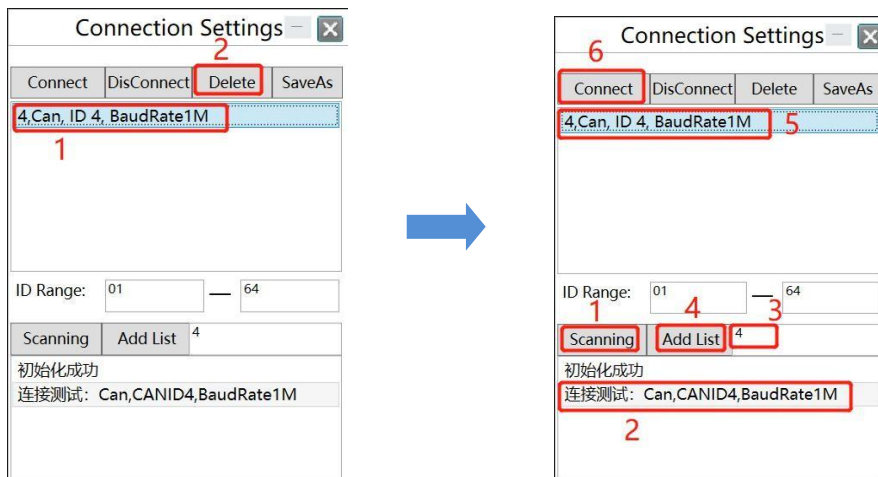 Connection Settings
2
Connect DisConnect Delete SaveAs
4,Can, ID 4, BaudRate1M
1
ID Range: 01 — 64
Scanning Add List 4
初始化成功
连接测试：Can,CANID4,BaudRate1M
Connection Settings
6
Connect DisConnect Delete SaveAs
4,Can, ID 4, BaudRate1M 5
ID Range: 01 — 64
1 4 3
Scanning Add List 4
初始化成功
连接测试：Can,CANID4,BaudRate1M
2